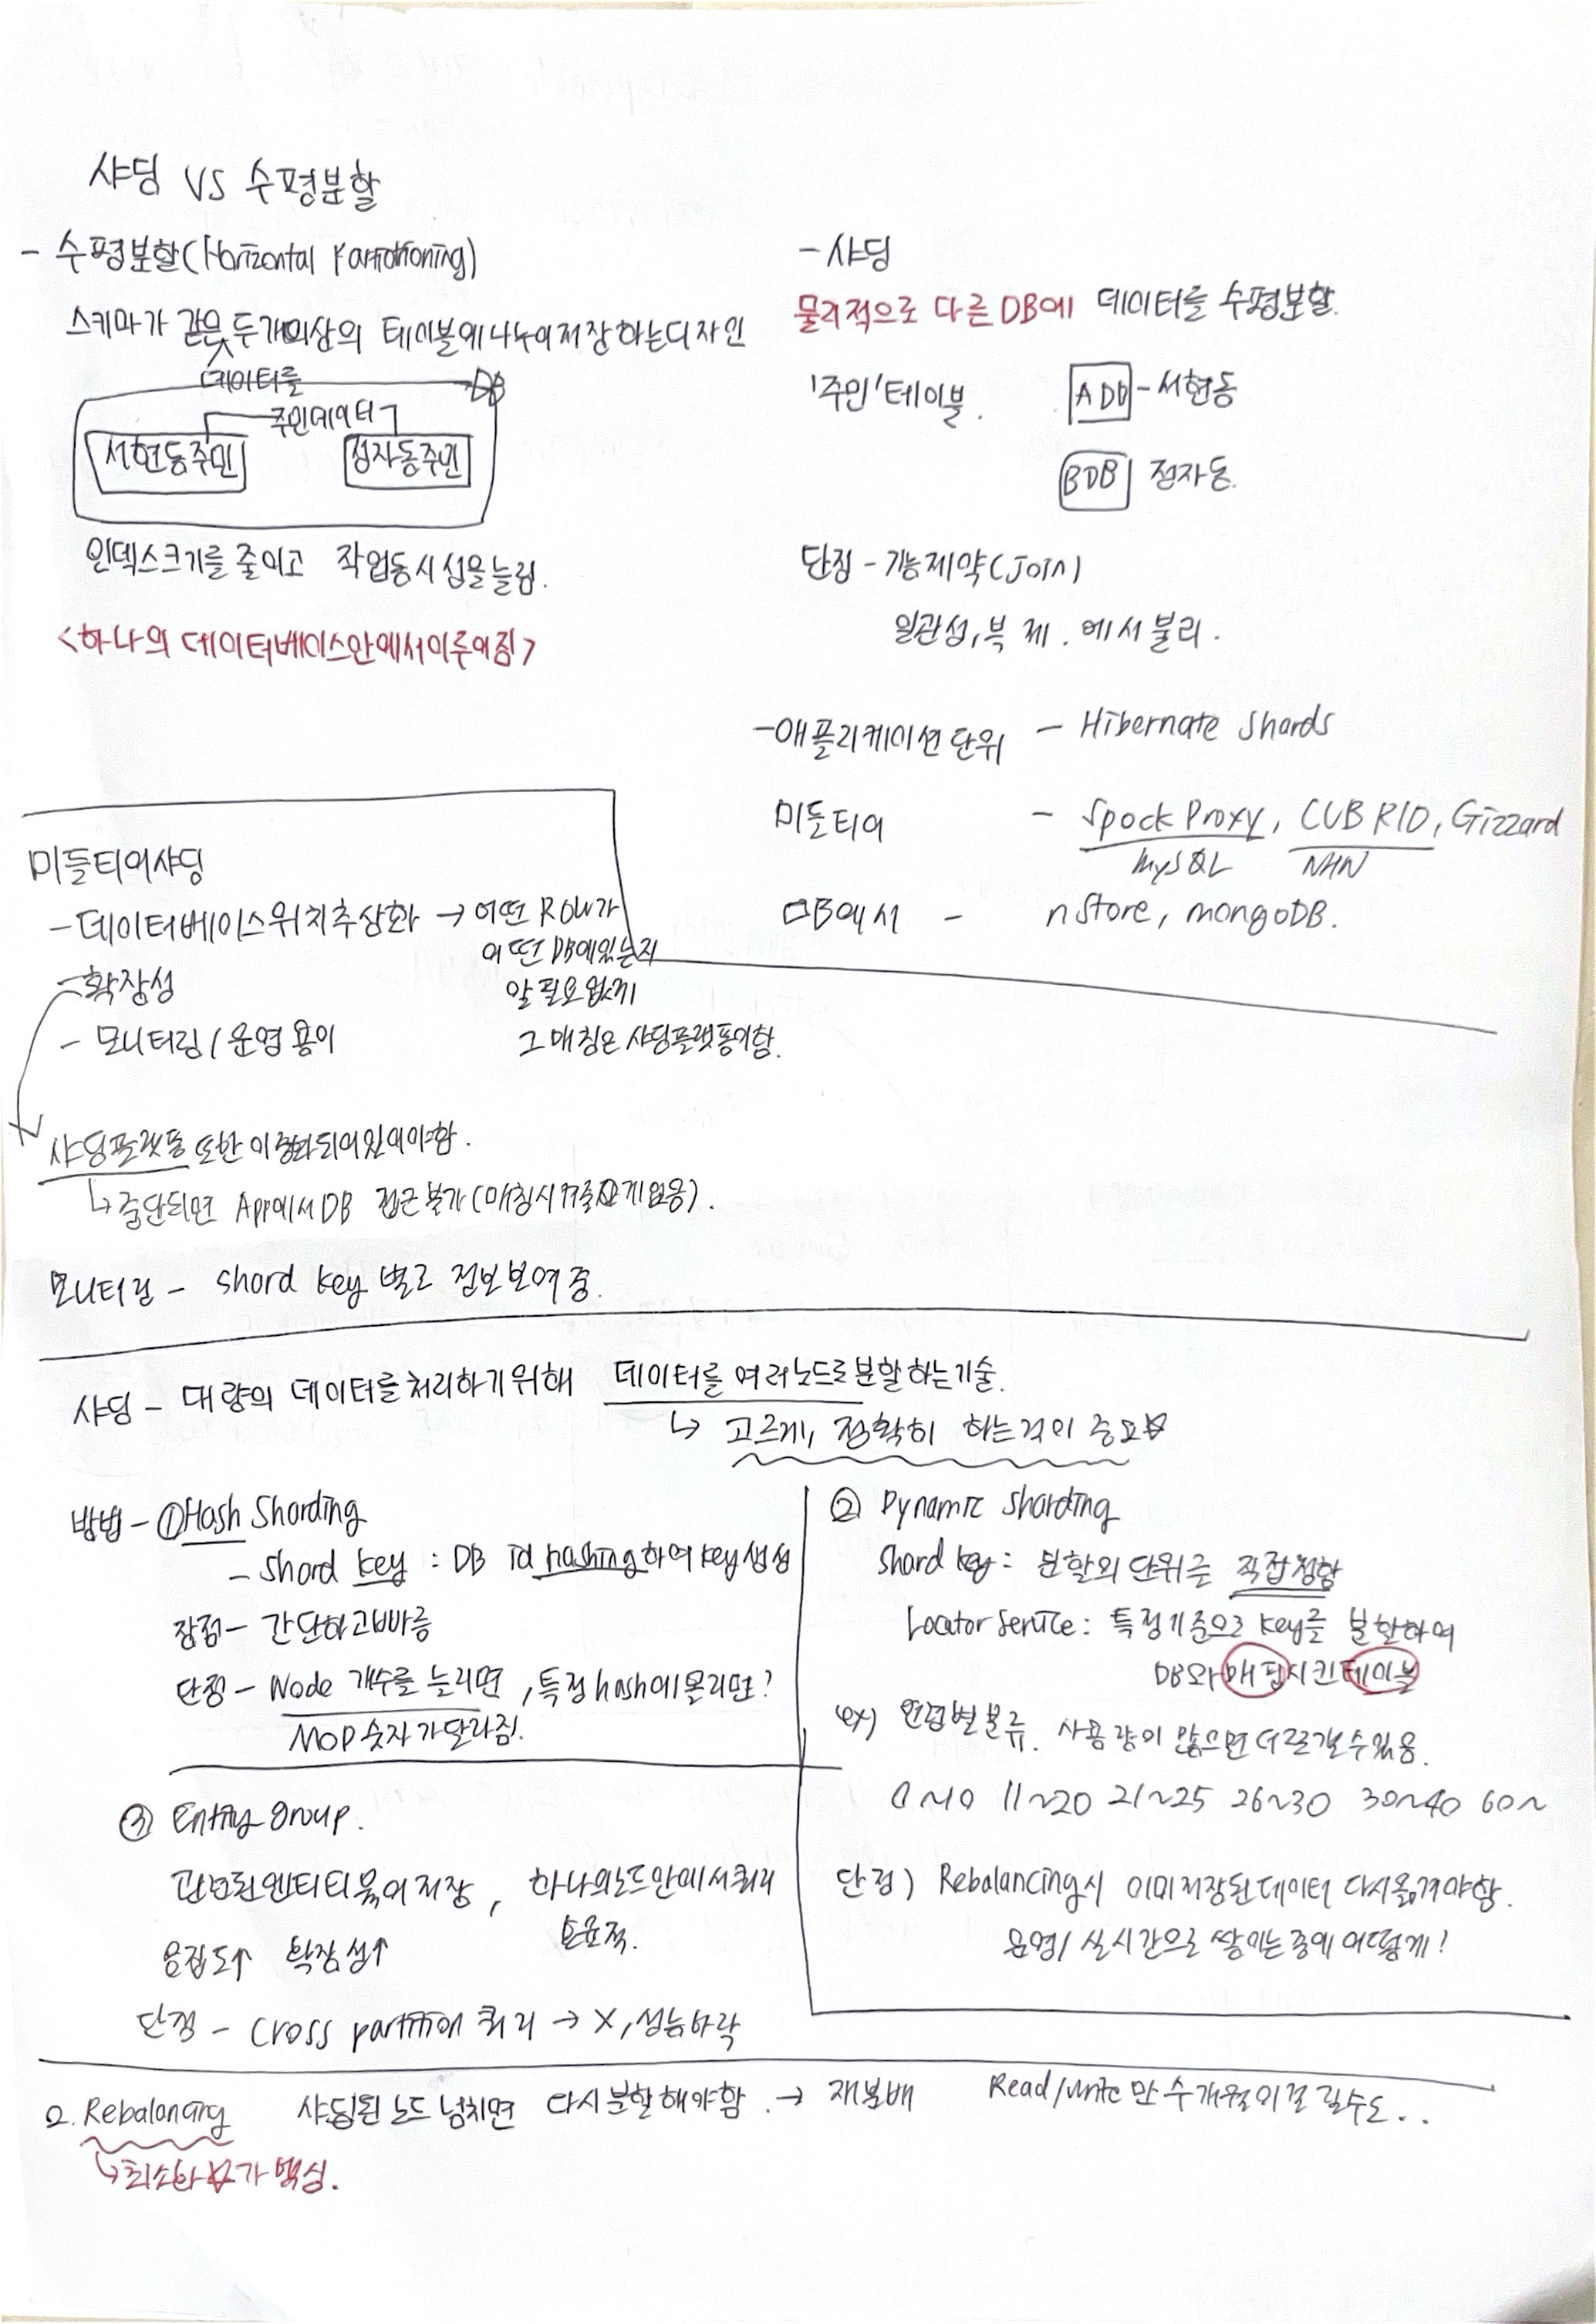 샤딩 VS 수평분할
- 수평분할(Horizontal Partitioning)
스키마가 같은 데이터를 두개이상의 테이블에 나누어 저장하는 디자인
DB
주민데이터
서현동주민 정자동주민
인덱스크기를 줄이고 작업동시성을 늘림.
<하나의 데이터베이스안에서 이루어짐>
- 샤딩
물리적으로 다른 DB에 데이터를 수평분할.
'주민'테이블. ADB - 서현동
BDB 정자동.
단점 - 기능제약(Join)
일관성, 복제. 에서 불리.
- 애플리케이션 단위 - Hibernate Shards
미들티어 - Spock Proxy, CUBRID, Gizzard
MySQL NHN
DB에서 - nStore, mongoDB.
미들티어샤딩
- 데이터베이스위치추상화 → 어떤 Row가
어떤 DB에있는지
알 필요없게
그 매칭은 샤딩플랫폼이함.
- 확장성
- 모니터링/운영 용이
샤딩플랫폼 또한 이중화되어있어야함.
↳ 중단되면 App에서 DB 접근 불가(매칭시켜줄게없음).
모니터링 - shard key 별로 정보 보여줌.
샤딩 - 대량의 데이터를 처리하기위해 데이터를 여러노드로 분할하는기술.
↳ 고르게, 정확히 하는것이 중요☆
방법 - ① Hash Sharding
- Shard key : DB id hashing하여 key생성
장점 - 간단하고빠름
단점 - Node 개수를 늘리면, 특정 hash에몰리면?
MOD 숫자가달라짐.
② Dynamic Sharding
Shard key : 분할의 단위를 직접정함
Locator Service : 특정기준으로 key를 분할하여
DB와 매핑시킨 테이블
ex) 연령별분류. 사용량이 많으면 더 쪼갤수있음.
0~10 11~20 21~25 26~30 30~40 60~
단점) Rebalancing시 이미저장된데이터 다시옮겨야함.
운영/ 실시간으로 쌓이는중에 어떻게!
③ Entity Group.
관련된엔티티묶어저장, 하나의노드안에서쿼리
효율적.
응집도↑ 확장성↑
단점 - Cross partition 쿼리 → X, 성능하락
2. Rebalancing 샤딩된 노드 넘치면 다시분할해야함. → 재분배 Read/write 만 수개월이걸릴수도..
↳ 최소화☆가 핵심.